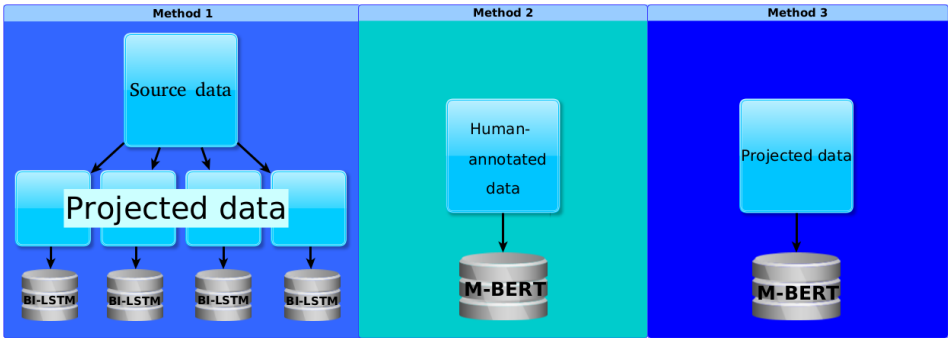 Method 1
Source data
Projected data
BI-LSTM
BI-LSTM
BI-LSTM
BI-LSTM
Method 2
Human-
annotated
data
M-BERT
Method 3
Projected data
M-BERT